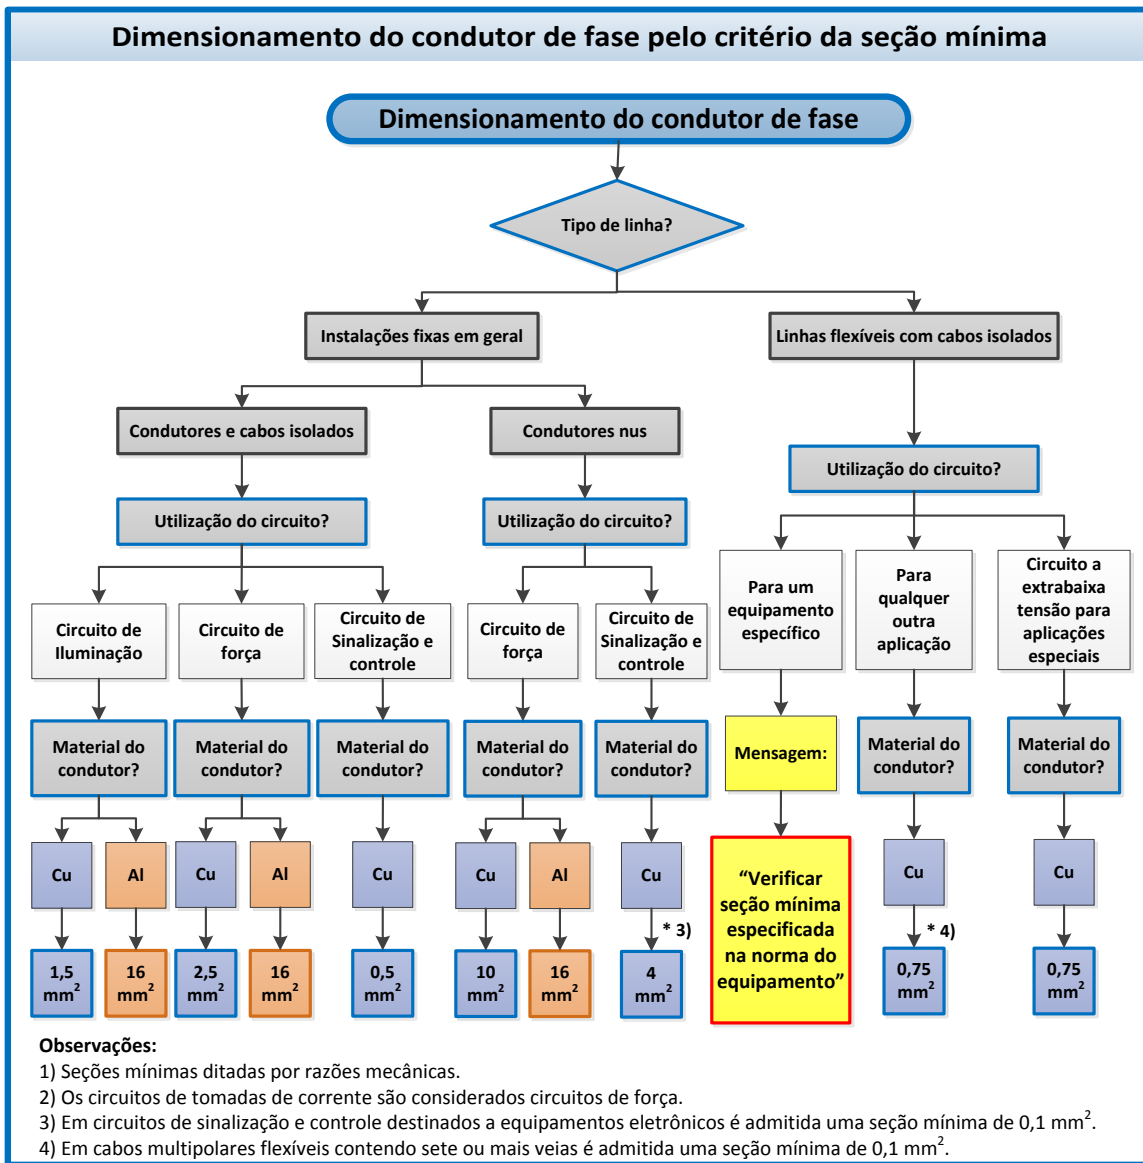 Dimensionamento do condutor de fase pelo critério da seção mínima
Dimensionamento do condutor de fase
Tipo de linha?
Instalações fixas em geral
Linhas flexíveis com cabos isolados
Condutores e cabos isolados
Condutores nus
Utilização do circuito?
Utilização do circuito?
Utilização do circuito?
Circuito de
Iluminação
Circuito de
força
Circuito de
Sinalização e
controle
Circuito de
força
Circuito de
Sinalização e
controle
Para um
equipamento
específico
Para
qualquer
outra
aplicação
Circuito a
extrabaixa
tensão para
aplicações
especiais
Material do
condutor?
Material do
condutor?
Material do
condutor?
Material do
condutor?
Material do
condutor?
Mensagem:
Material do
condutor?
Material do
condutor?
Cu
Al
Cu
Al
Cu
Cu
Al
Cu
"Verificar
seção mínima
especificada
na norma do
equipamento"
Cu
Cu
* 3)
* 4)
1,5
mm²
16
mm²
2,5
mm²
16
mm²
0,5
mm²
10
mm²
16
mm²
4
mm²
0,75
mm²
0,75
mm²
Observações:
1) Seções mínimas ditadas por razões mecânicas.
2) Os circuitos de tomadas de corrente são considerados circuitos de força.
3) Em circuitos de sinalização e controle destinados a equipamentos eletrônicos é admitida uma seção mínima de 0,1 mm².
4) Em cabos multipolares flexíveis contendo sete ou mais veias é admitida uma seção mínima de 0,1 mm².